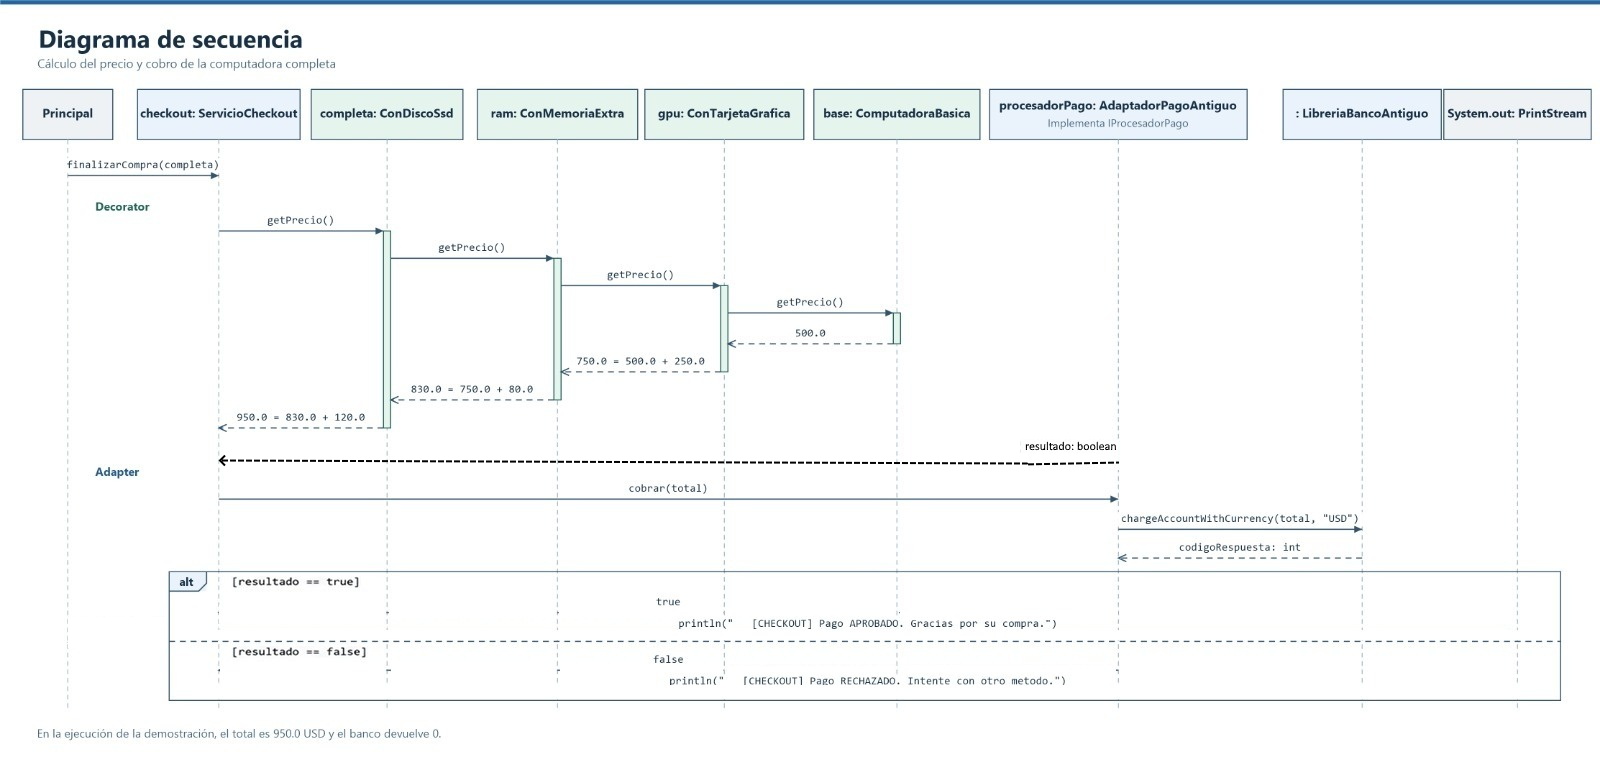 Diagrama de secuencia
Cálculo del precio y cobro de la computadora completa
Principal
checkout: ServicioCheckout
completa: ConDiscoSsd
ram: ConMemoriaExtra
gpu: ConTarjetaGrafica
base: ComputadoraBasica
procesadorPago: AdaptadorPagoAntiguo
Implementa IProcesadorPago
: LibreriaBancoAntiguo
System.out: PrintStream
finalizarCompra(completa)
Decorator
getPrecio()
getPrecio()
getPrecio()
getPrecio()
500.0
750.0 = 500.0 + 250.0
830.0 = 750.0 + 80.0
950.0 = 830.0 + 120.0
resultado: boolean
Adapter
cobrar(total)
chargeAccountWithCurrency(total, "USD")
codigoRespuesta: int
alt
[resultado == true]
true
println("   [CHECKOUT] Pago APROBADO. Gracias por su compra.")
[resultado == false]
false
println("   [CHECKOUT] Pago RECHAZADO. Intente con otro metodo.")
En la ejecución de la demostración, el total es 950.0 USD y el banco devuelve 0.